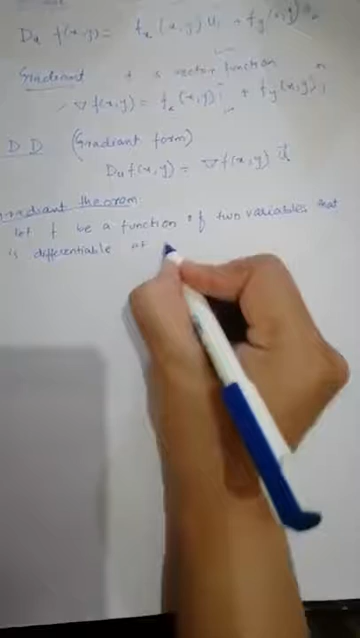 Du f(x,y) = fx (x,y) u₁ + fy (x,y) u₂
Gradiant f is vector function
∇ f(x,y) = fx (x,y) i + fy (x,y) j
D D (Gradiant form)
Du f(x,y) = ∇ f(x,y) u⃗
Gradiant theorem
let f be a function of two variables that
is differentiable at